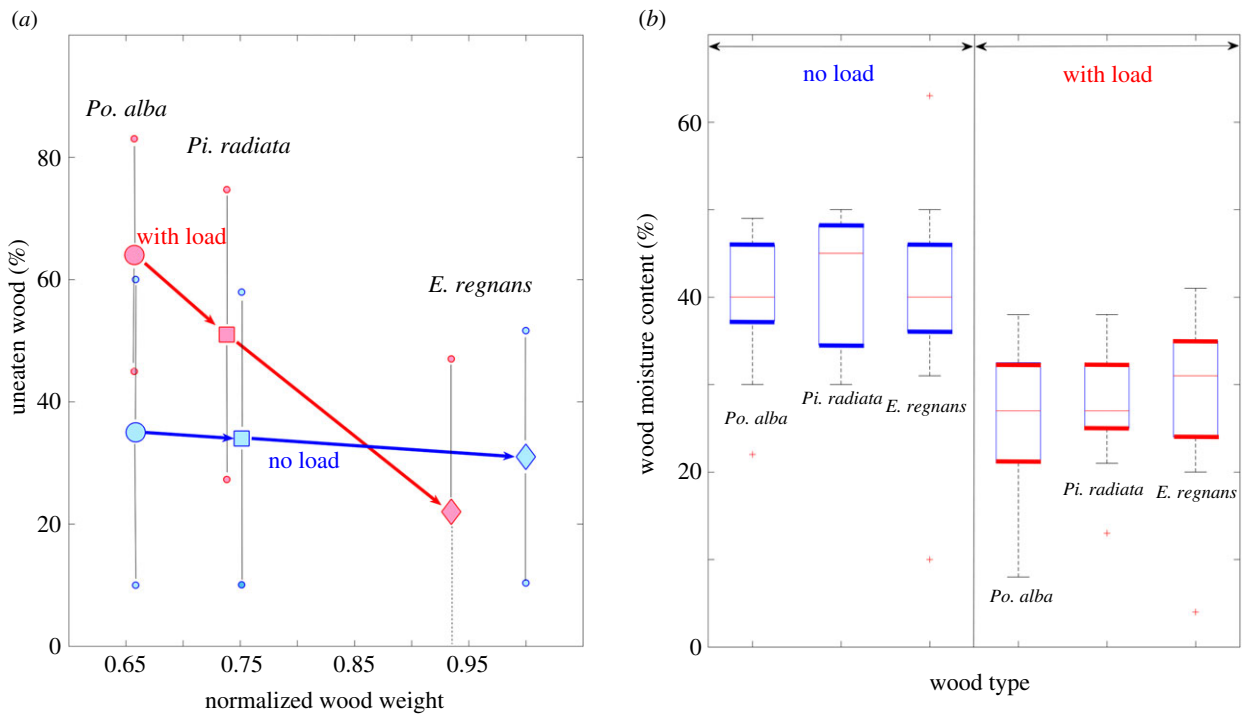 (a)
Po. alba
Pi. radiata
E. regnans
with load
no load
80
60
40
20
0
0.65 0.75 0.85 0.95
uneaten wood (%)
normalized wood weight
(b)
no load
with load
60
40
20
0
Po. alba
Pi. radiata
E. regnans
Po. alba
Pi. radiata
E. regnans
wood moisture content (%)
wood type